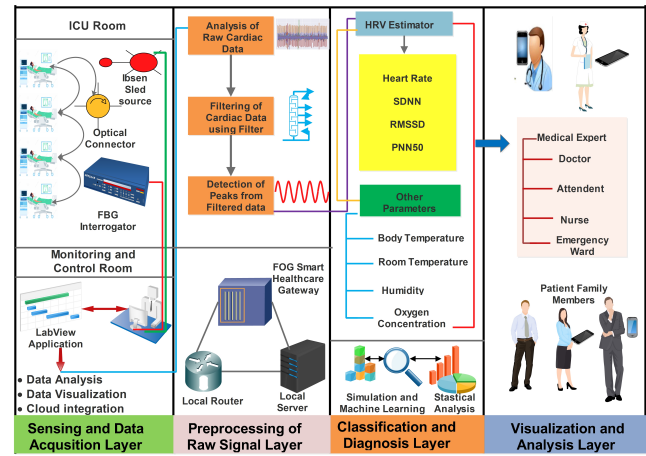 ICU Room
Ibsen
Sled
source
Optical
Connector
FBG
Interrogator
Monitoring and
Control Room
LabView
Application
• Data Analysis
• Data Visualization
• Cloud integration
Sensing and Data
Acqusition Layer
Analysis of
Raw Cardiac
Data
Filtering of
Cardiac Data
using Filter
Detection of
Peaks from
Filtered data
FOG Smart
Healthcare
Gateway
Local Router
Local
Server
Preprocessing of
Raw Signal Layer
HRV Estimator
Heart Rate
SDNN
RMSSD
PNN50
Other
Parameters
Body Temperature
Room Temperature
Humidity
Oxygen
Concentration
Simulation and
Machine Learning
Stastical
Analysis
Classification and
Diagnosis Layer
Medical Expert
Doctor
Attendent
Nurse
Emergency
Ward
Patient Family
Members
Visualization and
Analysis Layer